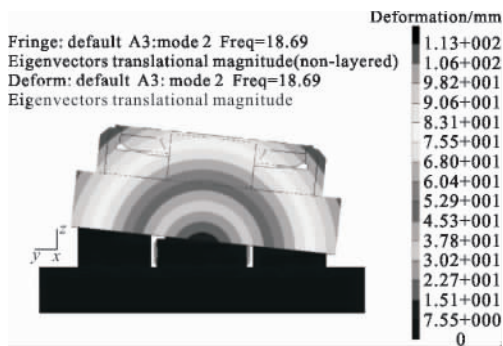 Deformation/mm
Fringe: default A3:mode 2 Freq=18.69
Eigenvectors translational magnitude(non-layered)
Deform: default A3: mode 2 Freq=18.69
Eigenvectors translational magnitude
1.13+002
1.06+002
9.82+001
9.06+001
8.31+001
7.55+001
6.80+001
6.04+001
5.29+001
4.53+001
3.78+001
3.02+001
2.27+001
1.51+001
7.55+000
0
z
y x